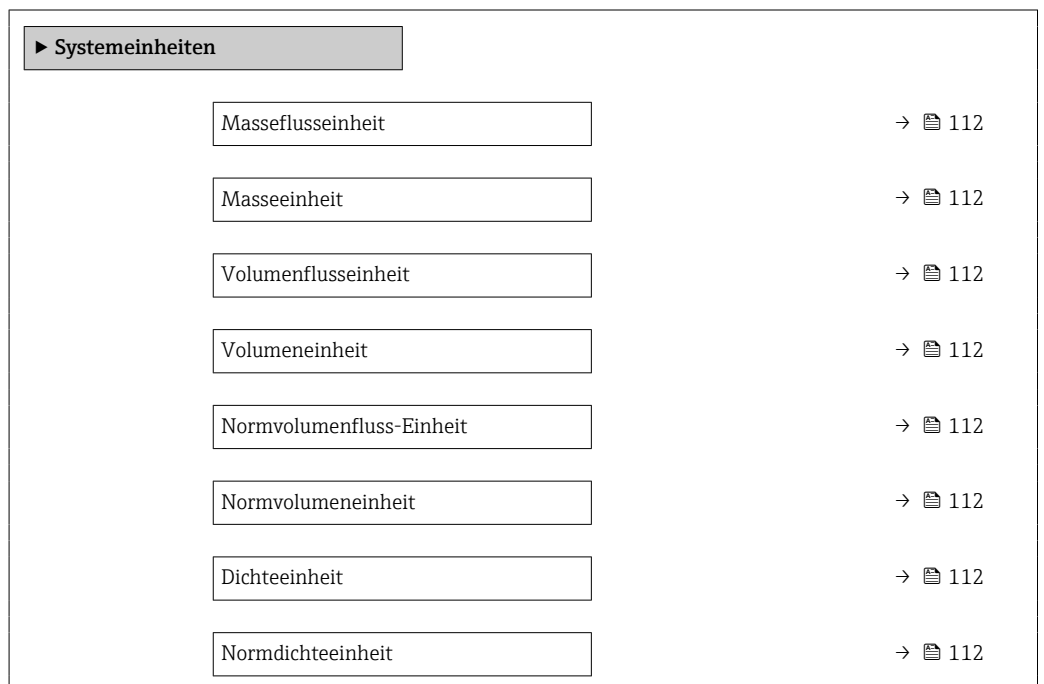 ▶ Systemeinheiten
Masseflusseinheit → 112
Masseeinheit → 112
Volumenflusseinheit → 112
Volumeneinheit → 112
Normvolumenfluss-Einheit → 112
Normvolumeneinheit → 112
Dichteeinheit → 112
Normdichteeinheit → 112